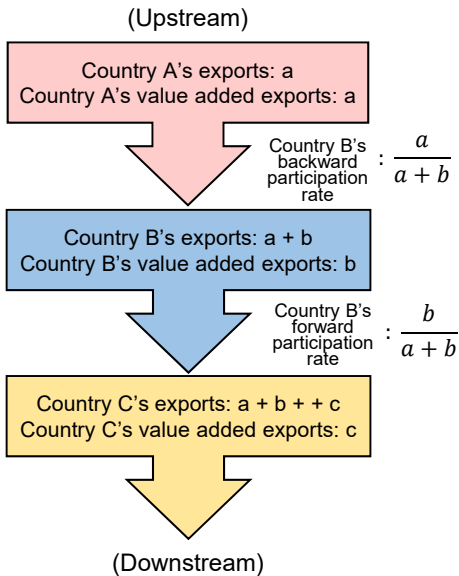 (Upstream)
Country A's exports: a
Country A's value added exports: a
Country B's
backward
participation
rate
: a / (a + b)
Country B's exports: a + b
Country B's value added exports: b
Country B's
forward
participation
rate
: b / (a + b)
Country C's exports: a + b + + c
Country C's value added exports: c
(Downstream)